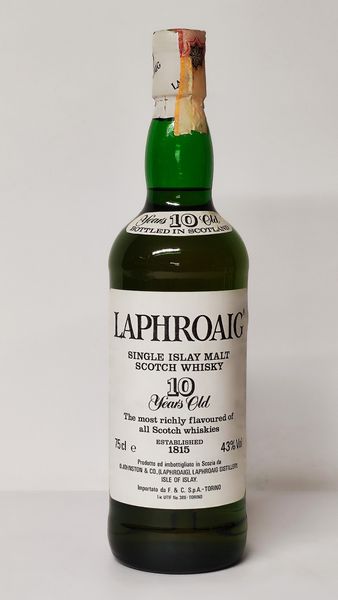 Years 10 Old
BOTTLED IN SCOTLAND
LAPHROAIG
SINGLE ISLAY MALT
SCOTCH WHISKY
10
Years Old
The most richly flavoured of
all Scotch whiskies
ESTABLISHED
1815
75cl e 43% Vol
Prodotto ed imbottigliato in Scozia da
D.JOHNSTON & CO., (LAPHROAIG), LAPHROAIG DISTILLERY,
ISLE OF ISLAY.
Importato da F. & C. S.p.A.-TORINO